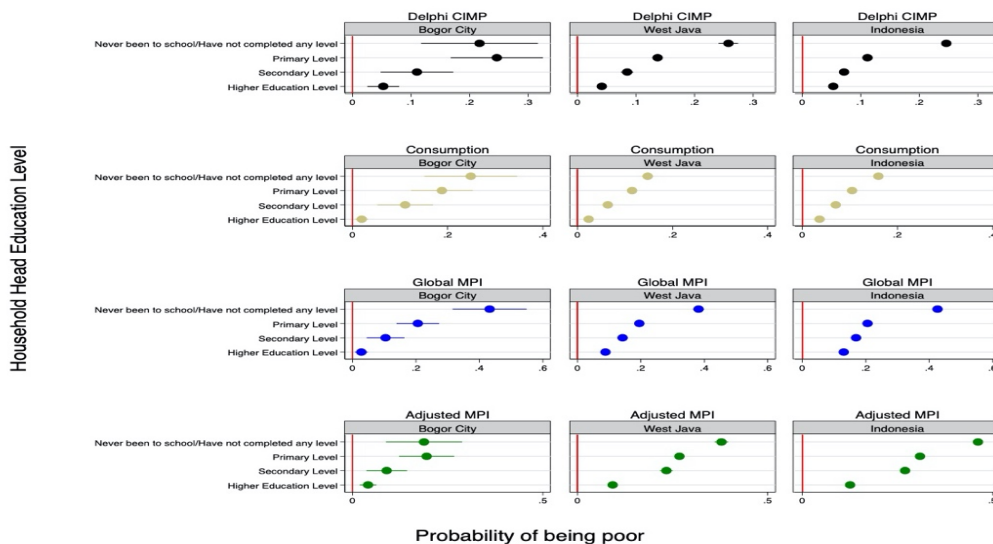 Household Head Education Level
Delphi CIMP Delphi CIMP Delphi CIMP
Bogor City West Java Indonesia
Never been to school/Have not completed any level
Primary Level
Secondary Level
Higher Education Level
0 .1 .2 .3 0 .1 .2 .3 0 .1 .2 .3
Consumption Consumption Consumption
Bogor City West Java Indonesia
Never been to school/Have not completed any level
Primary Level
Secondary Level
Higher Education Level
0 .2 .4 0 .2 .4 0 .2 .4
Global MPI Global MPI Global MPI
Bogor City West Java Indonesia
Never been to school/Have not completed any level
Primary Level
Secondary Level
Higher Education Level
0 .2 .4 .6 0 .2 .4 .6 0 .2 .4 .6
Adjusted MPI Adjusted MPI Adjusted MPI
Bogor City West Java Indonesia
Never been to school/Have not completed any level
Primary Level
Secondary Level
Higher Education Level
0 .5 0 .5 0 .5
Probability of being poor